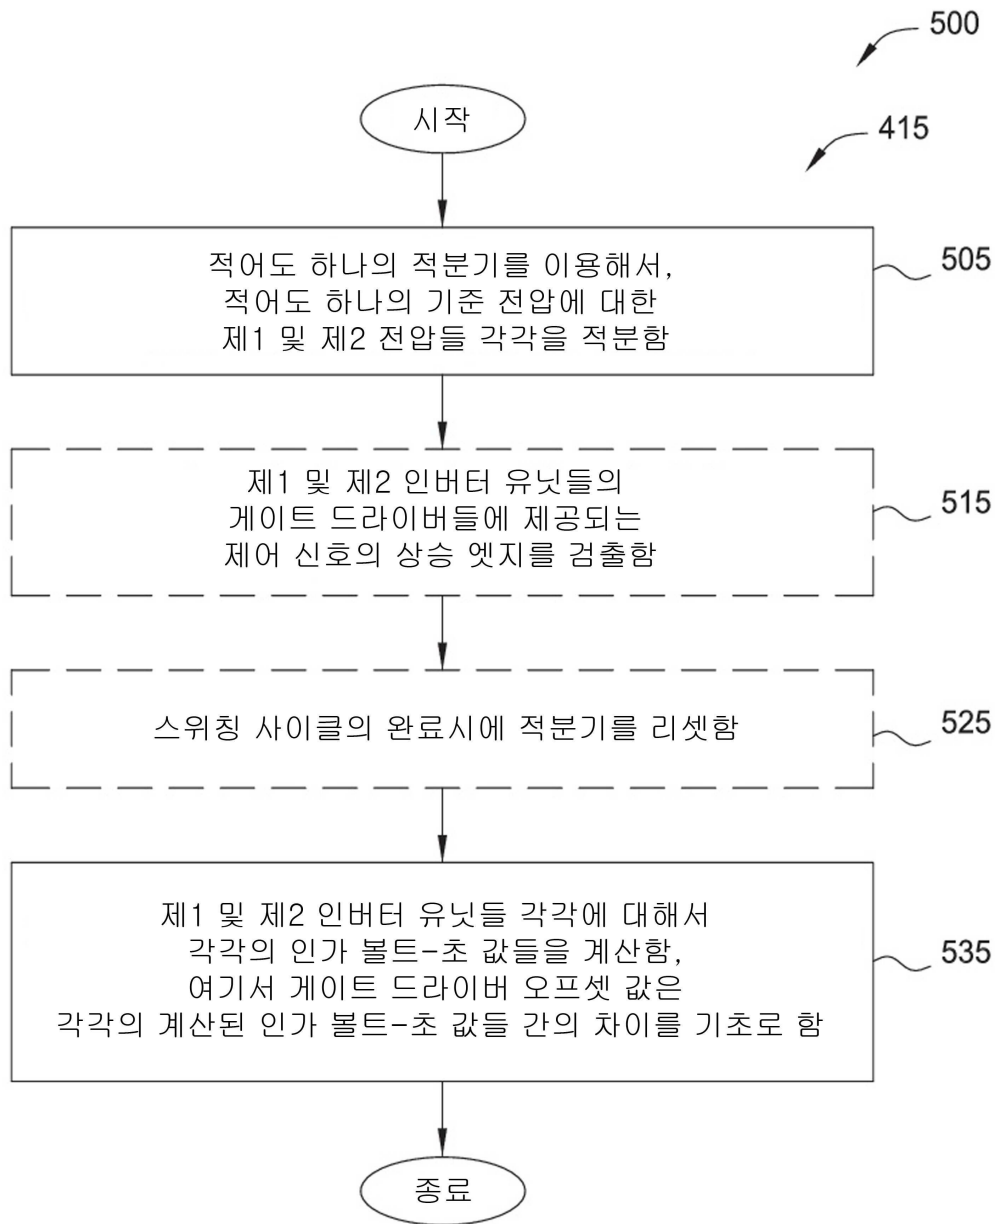 500
시작
415
적어도 하나의 적분기를 이용해서,
적어도 하나의 기준 전압에 대한
제1 및 제2 전압들 각각을 적분함
505
제1 및 제2 인버터 유닛들의
게이트 드라이버들에 제공되는
제어 신호의 상승 엣지를 검출함
515
스위칭 사이클의 완료시에 적분기를 리셋함
525
제1 및 제2 인버터 유닛들 각각에 대해서
각각의 인가 볼트-초 값들을 계산함,
여기서 게이트 드라이버 오프셋 값은
각각의 계산된 인가 볼트-초 값들 간의 차이를 기초로 함
535
종료